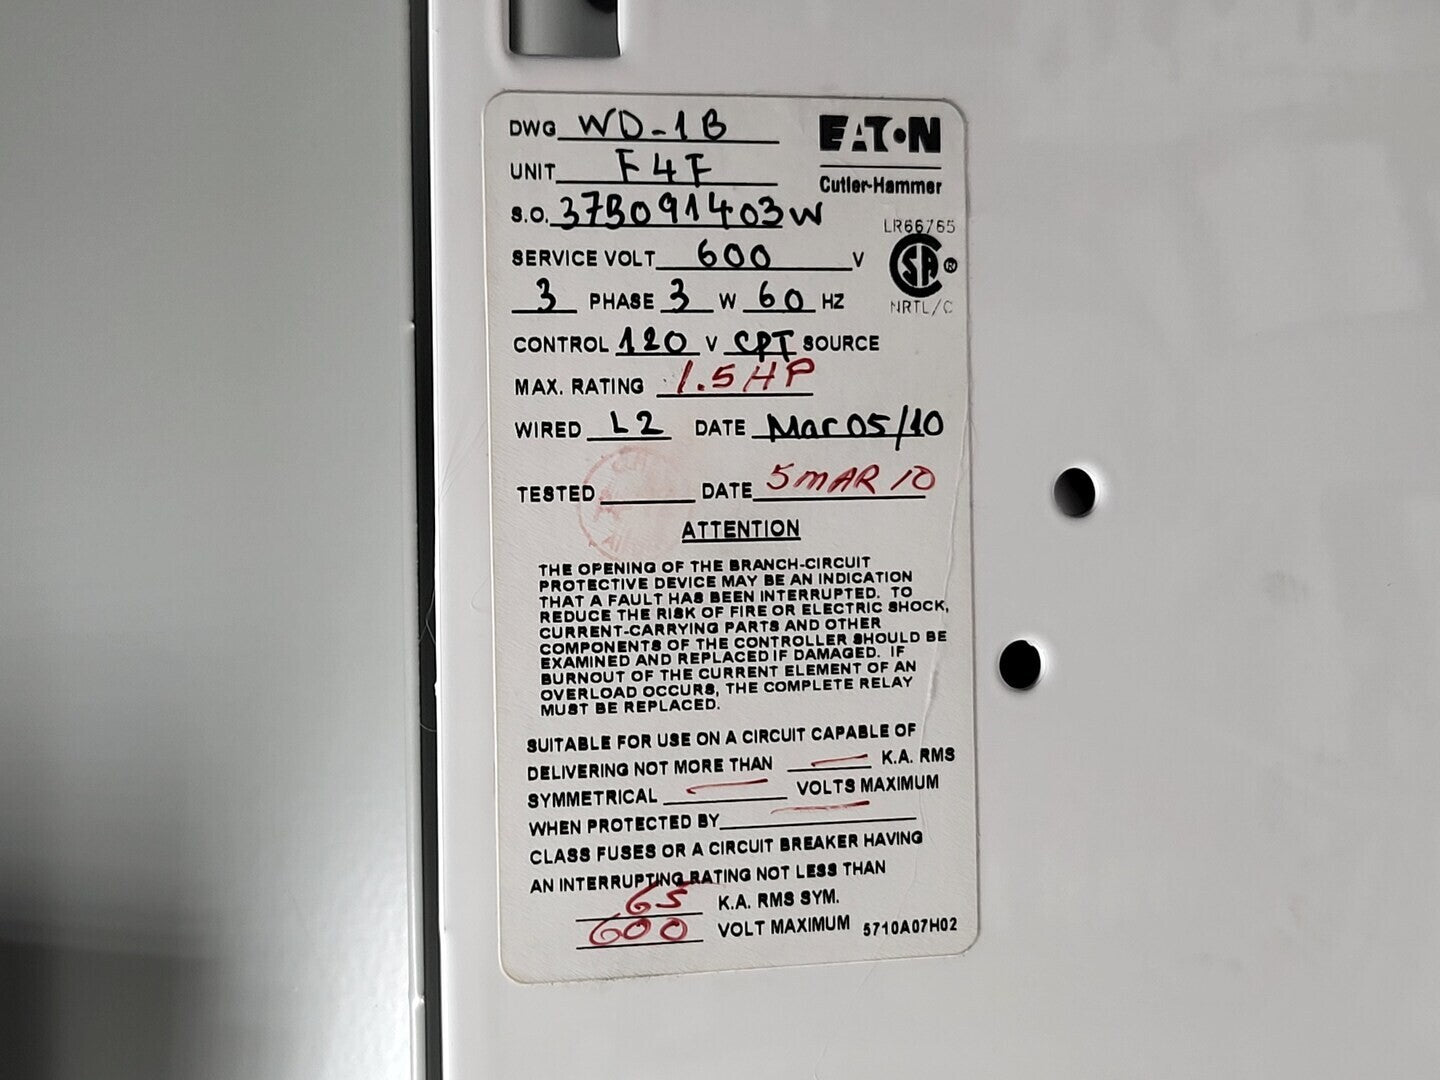 DWG WD-1B
EATON
UNIT F4F
Cutler-Hammer
S.O. 37B091403W
LR66765
SERVICE VOLT 600 V
SA ®
3 PHASE 3 W 60 HZ
NRTL/C
CONTROL 120 V CPT SOURCE
MAX. RATING 1.5HP
WIRED L2 DATE Mar 05/10
TESTED DATE 5MAR 10
ATTENTION
THE OPENING OF THE BRANCH-CIRCUIT
PROTECTIVE DEVICE MAY BE AN INDICATION
THAT A FAULT HAS BEEN INTERRUPTED. TO
REDUCE THE RISK OF FIRE OR ELECTRIC SHOCK,
CURRENT-CARRYING PARTS AND OTHER
COMPONENTS OF THE CONTROLLER SHOULD BE
EXAMINED AND REPLACED IF DAMAGED. IF
BURNOUT OF THE CURRENT ELEMENT OF AN
OVERLOAD OCCURS, THE COMPLETE RELAY
MUST BE REPLACED.
SUITABLE FOR USE ON A CIRCUIT CAPABLE OF
DELIVERING NOT MORE THAN — K.A. RMS
SYMMETRICAL — VOLTS MAXIMUM
WHEN PROTECTED BY —
CLASS FUSES OR A CIRCUIT BREAKER HAVING
AN INTERRUPTING RATING NOT LESS THAN
65 K.A. RMS SYM.
600 VOLT MAXIMUM 5710A07H02